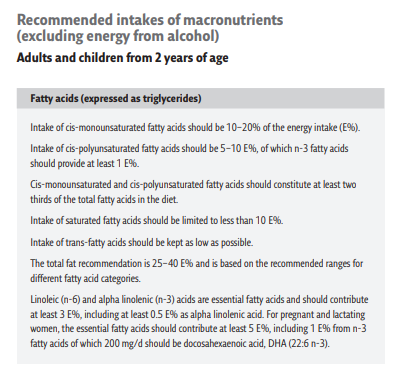 Recommended intakes of macronutrients
(excluding energy from alcohol)
Adults and children from 2 years of age
Fatty acids (expressed as triglycerides)
Intake of cis-monounsaturated fatty acids should be 10–20% of the energy intake (E%).
Intake of cis-polyunsaturated fatty acids should be 5–10 E%, of which n-3 fatty acids
should provide at least 1 E%.
Cis-monounsaturated and cis-polyunsaturated fatty acids should constitute at least two
thirds of the total fatty acids in the diet.
Intake of saturated fatty acids should be limited to less than 10 E%.
Intake of trans-fatty acids should be kept as low as possible.
The total fat recommendation is 25–40 E% and is based on the recommended ranges for
different fatty acid categories.
Linoleic (n-6) and alpha linolenic (n-3) acids are essential fatty acids and should contribute
at least 3 E%, including at least 0.5 E% as alpha linolenic acid. For pregnant and lactating
women, the essential fatty acids should contribute at least 5 E%, including 1 E% from n-3
fatty acids of which 200 mg/d should be docosahexaenoic acid, DHA (22:6 n-3).